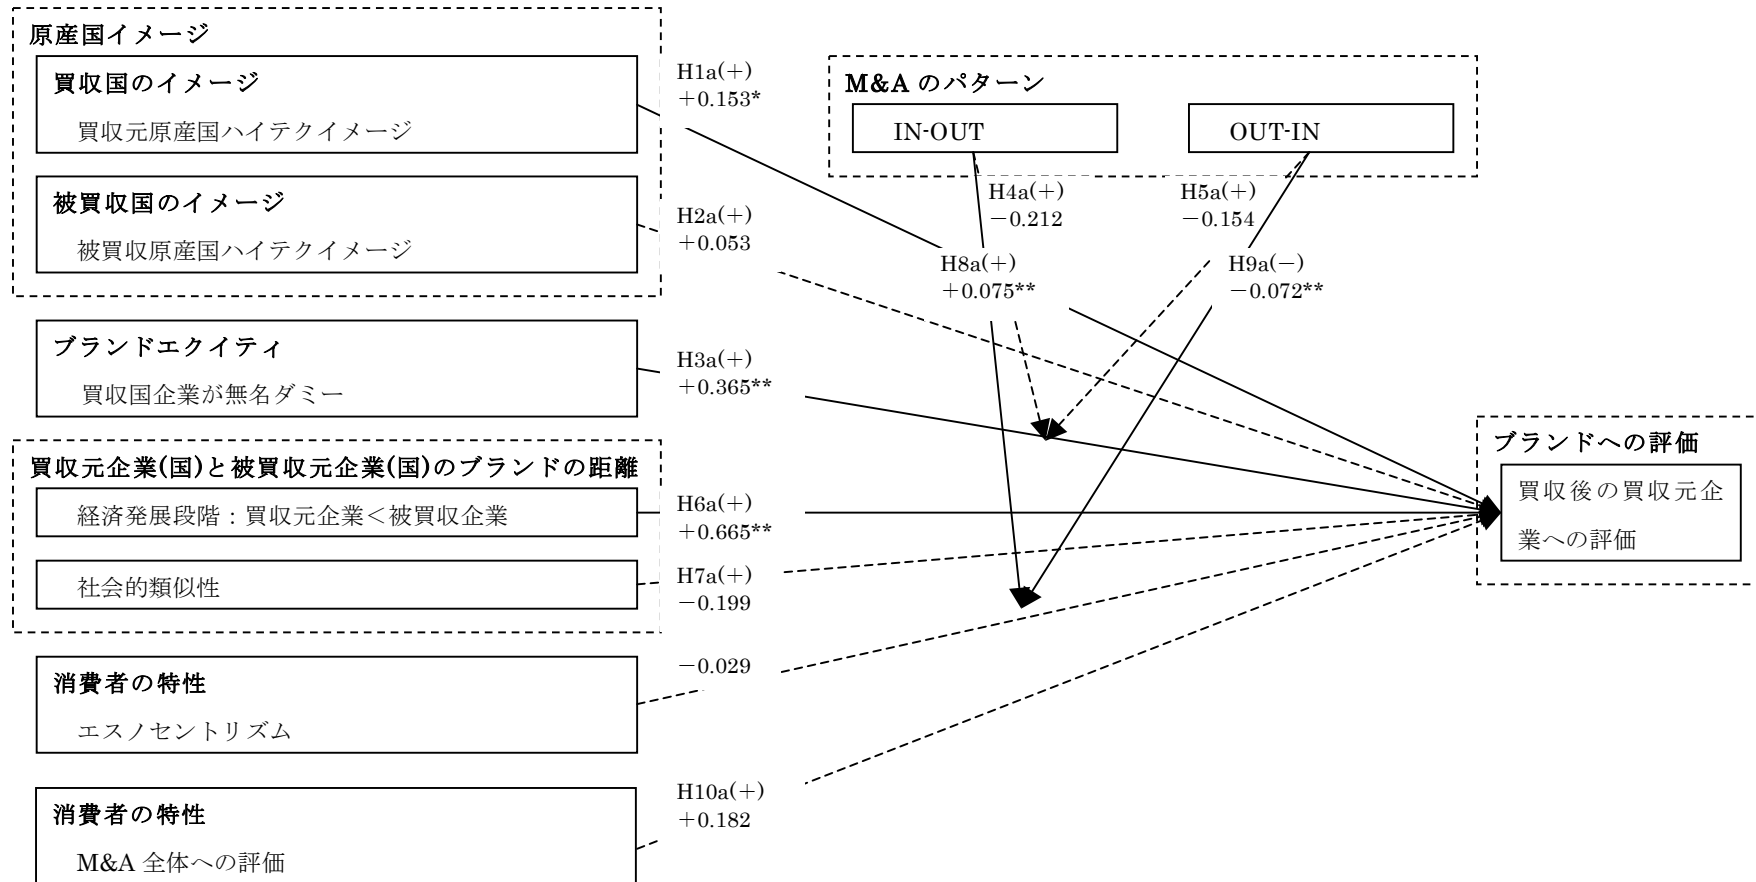 原産国イメージ
買収国のイメージ
買収元原産国ハイテクイメージ
被買収国のイメージ
被買収原産国ハイテクイメージ
ブランドエクイティ
買収国企業が無名ダミー
買収元企業(国)と被買収元企業(国)のブランドの距離
経済発展段階：買収元企業＜被買収企業
社会的類似性
消費者の特性
エスノセントリズム
消費者の特性
M&A 全体への評価
H1a(+)
+0.153*
H2a(+)
+0.053
H3a(+)
+0.365**
H6a(+)
+0.665**
H7a(+)
−0.199
−0.029
H10a(+)
+0.182
M&A のパターン
IN-OUT
OUT-IN
H4a(+)
−0.212
H5a(+)
−0.154
H8a(+)
+0.075**
H9a(−)
−0.072**
ブランドへの評価
買収後の買収元企
業への評価